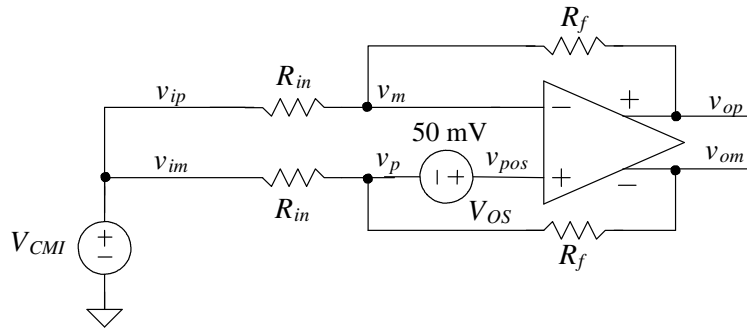 R_f
R_in
v_ip
v_m
−
+
v_op
50 mV
v_im
v_p
− +
v_pos
+
−
v_om
R_in
V_OS
R_f
V_CMI
+
−